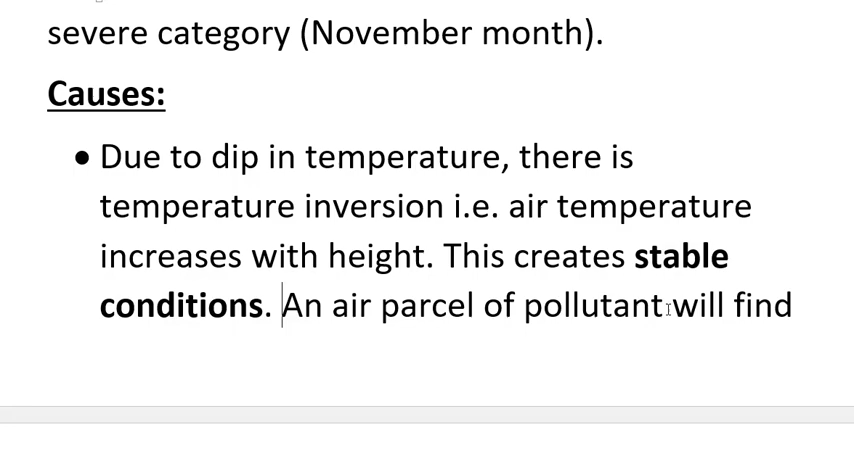 severe category (November month).
Causes:
• Due to dip in temperature, there is
temperature inversion i.e. air temperature
increases with height. This creates stable
conditions. An air parcel of pollutant will find